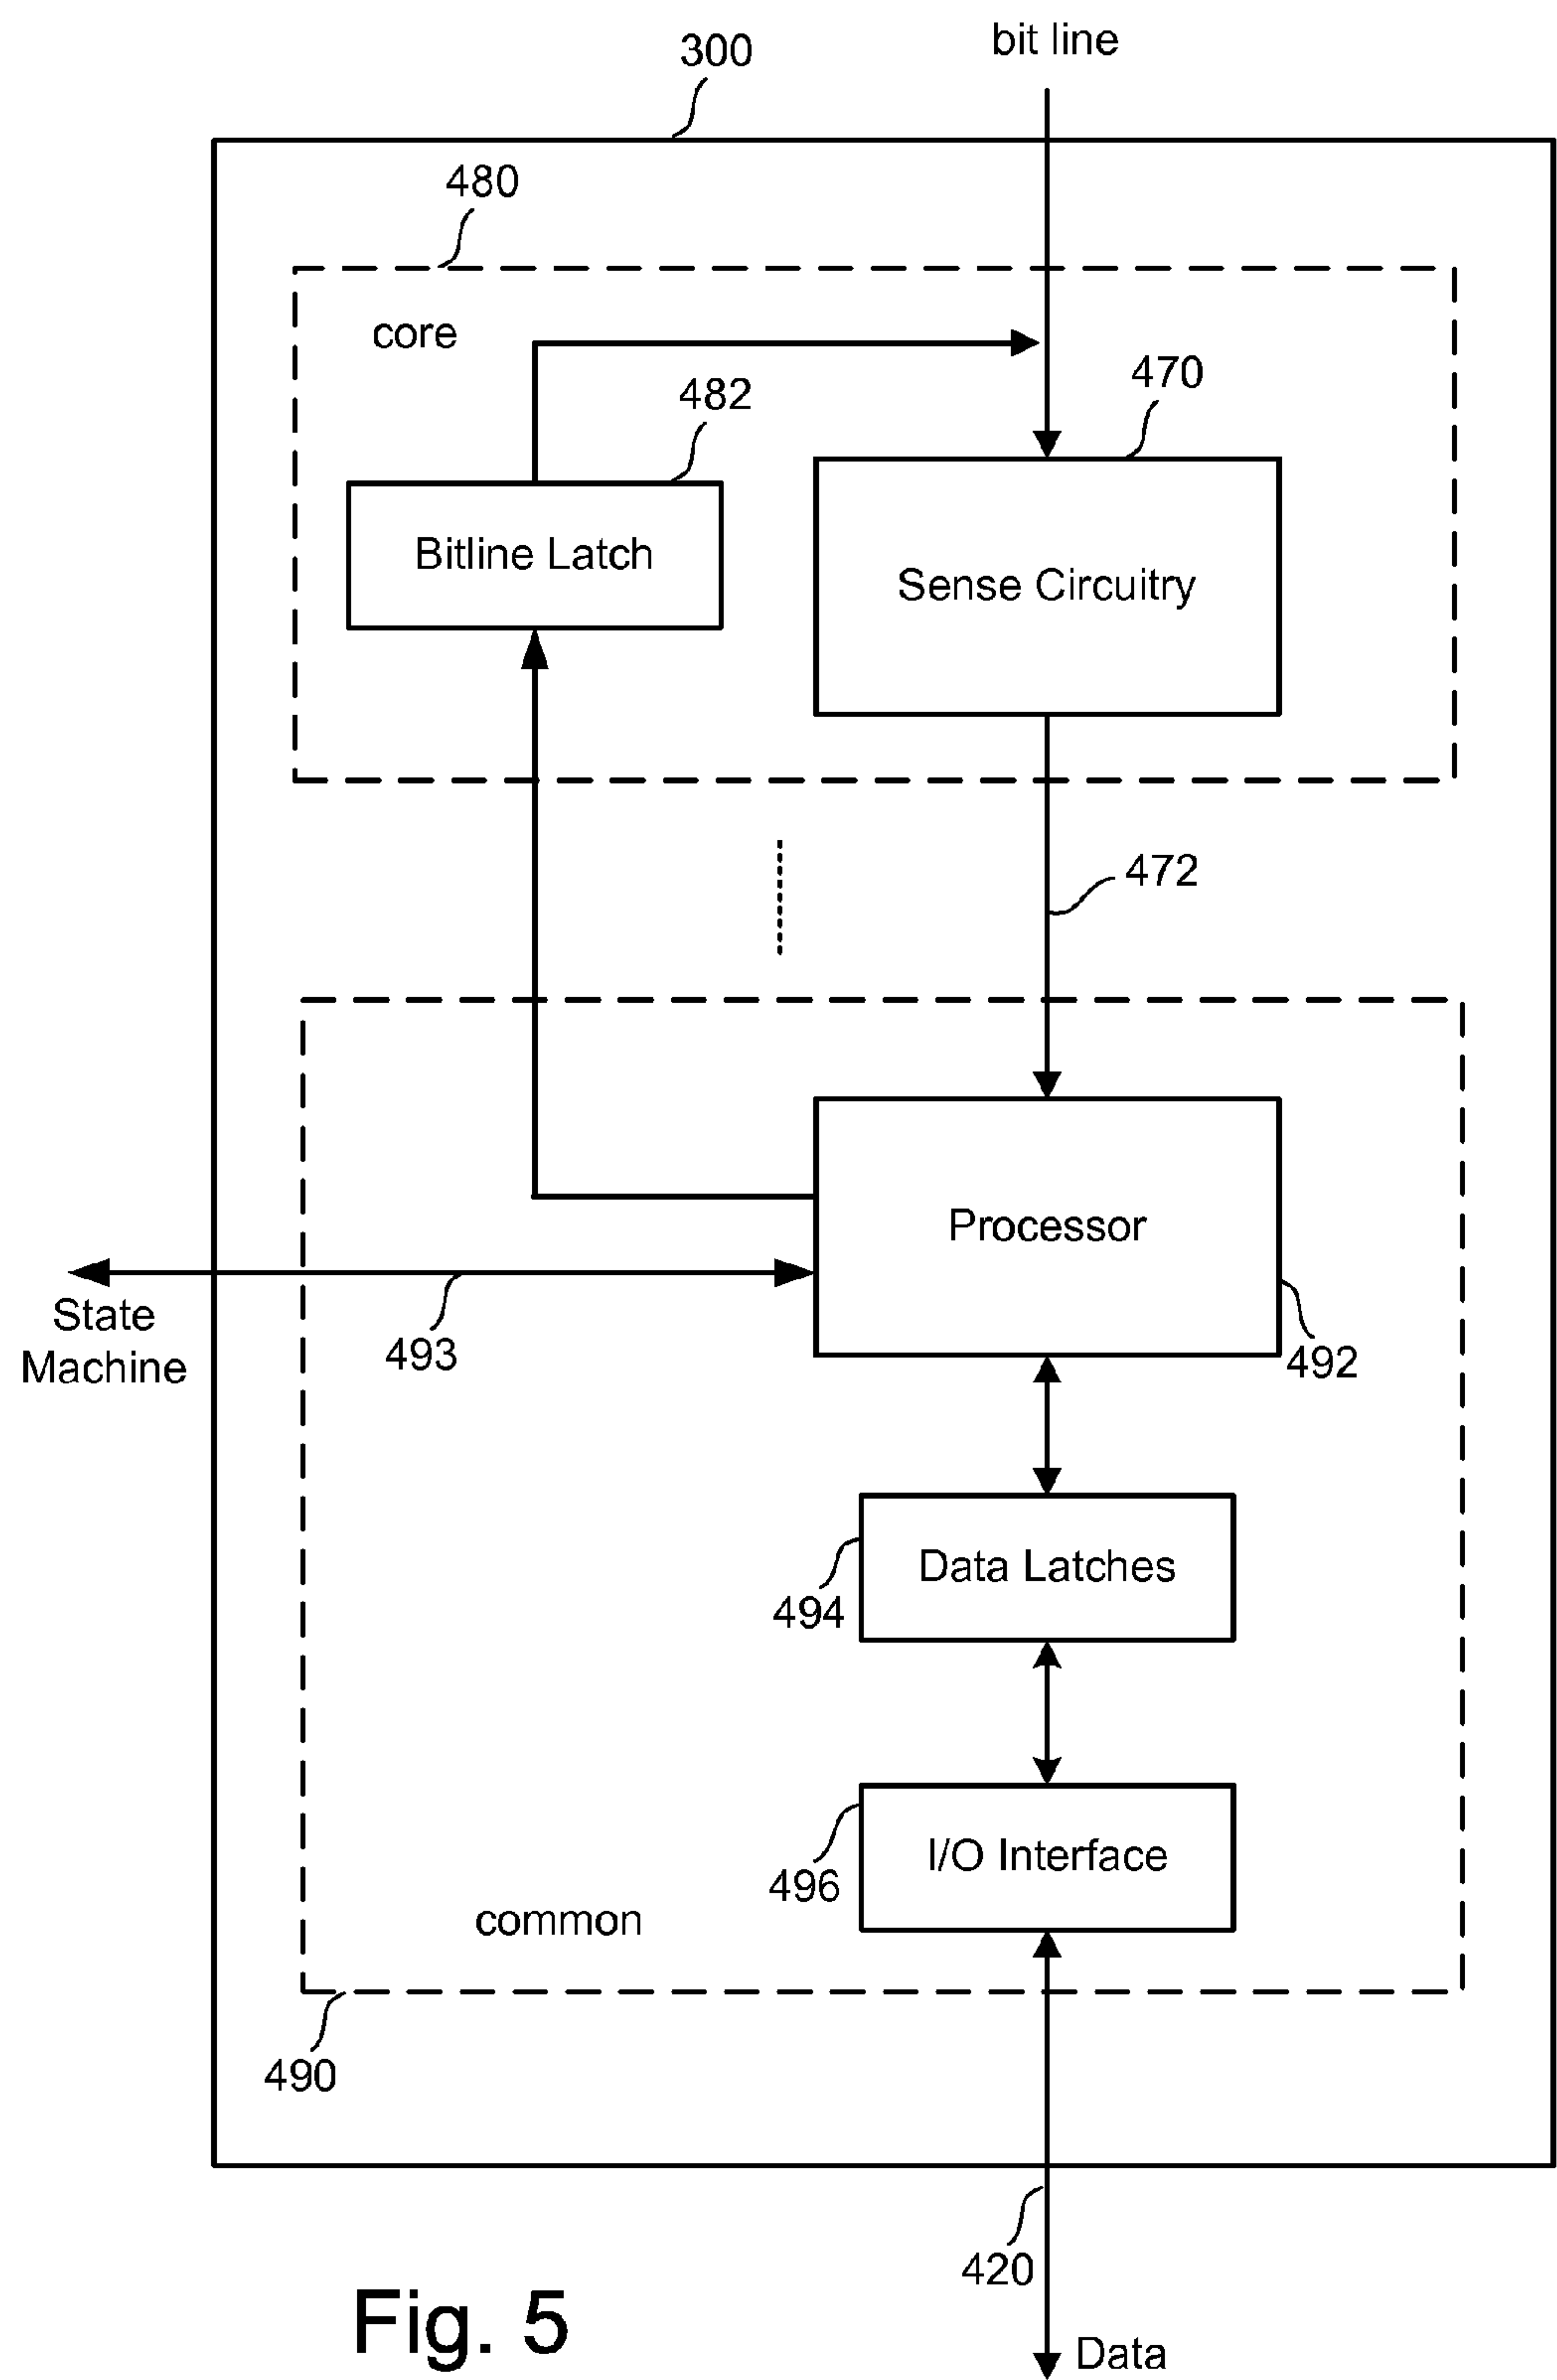 bit line
300
480
core
470
482
Bitline Latch
Sense Circuitry
472
Processor
State
Machine
493
492
Data Latches
494
I/O Interface
496
common
490
420
Fig. 5
Data